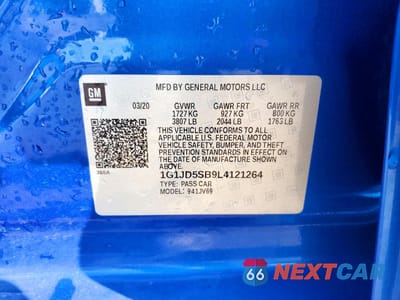 GM
MFD BY GENERAL MOTORS LLC
03/20 GVWR GAWR FRT GAWR RR
1727 KG 927 KG 800 KG
3807 LB 2044 LB 1763 LB
THIS VEHICLE CONFORMS TO ALL
APPLICABLE U.S. FEDERAL MOTOR
VEHICLE SAFETY, BUMPER, AND THEFT
PREVENTION STANDARDS IN EFFECT
ON THE DATE OF MANUFACTURE SHOWN
ABOVE.
1G1JD5SB9L4121264
TYPE: PASS CAR
MODEL: 941JV69
66 NEXTCAR